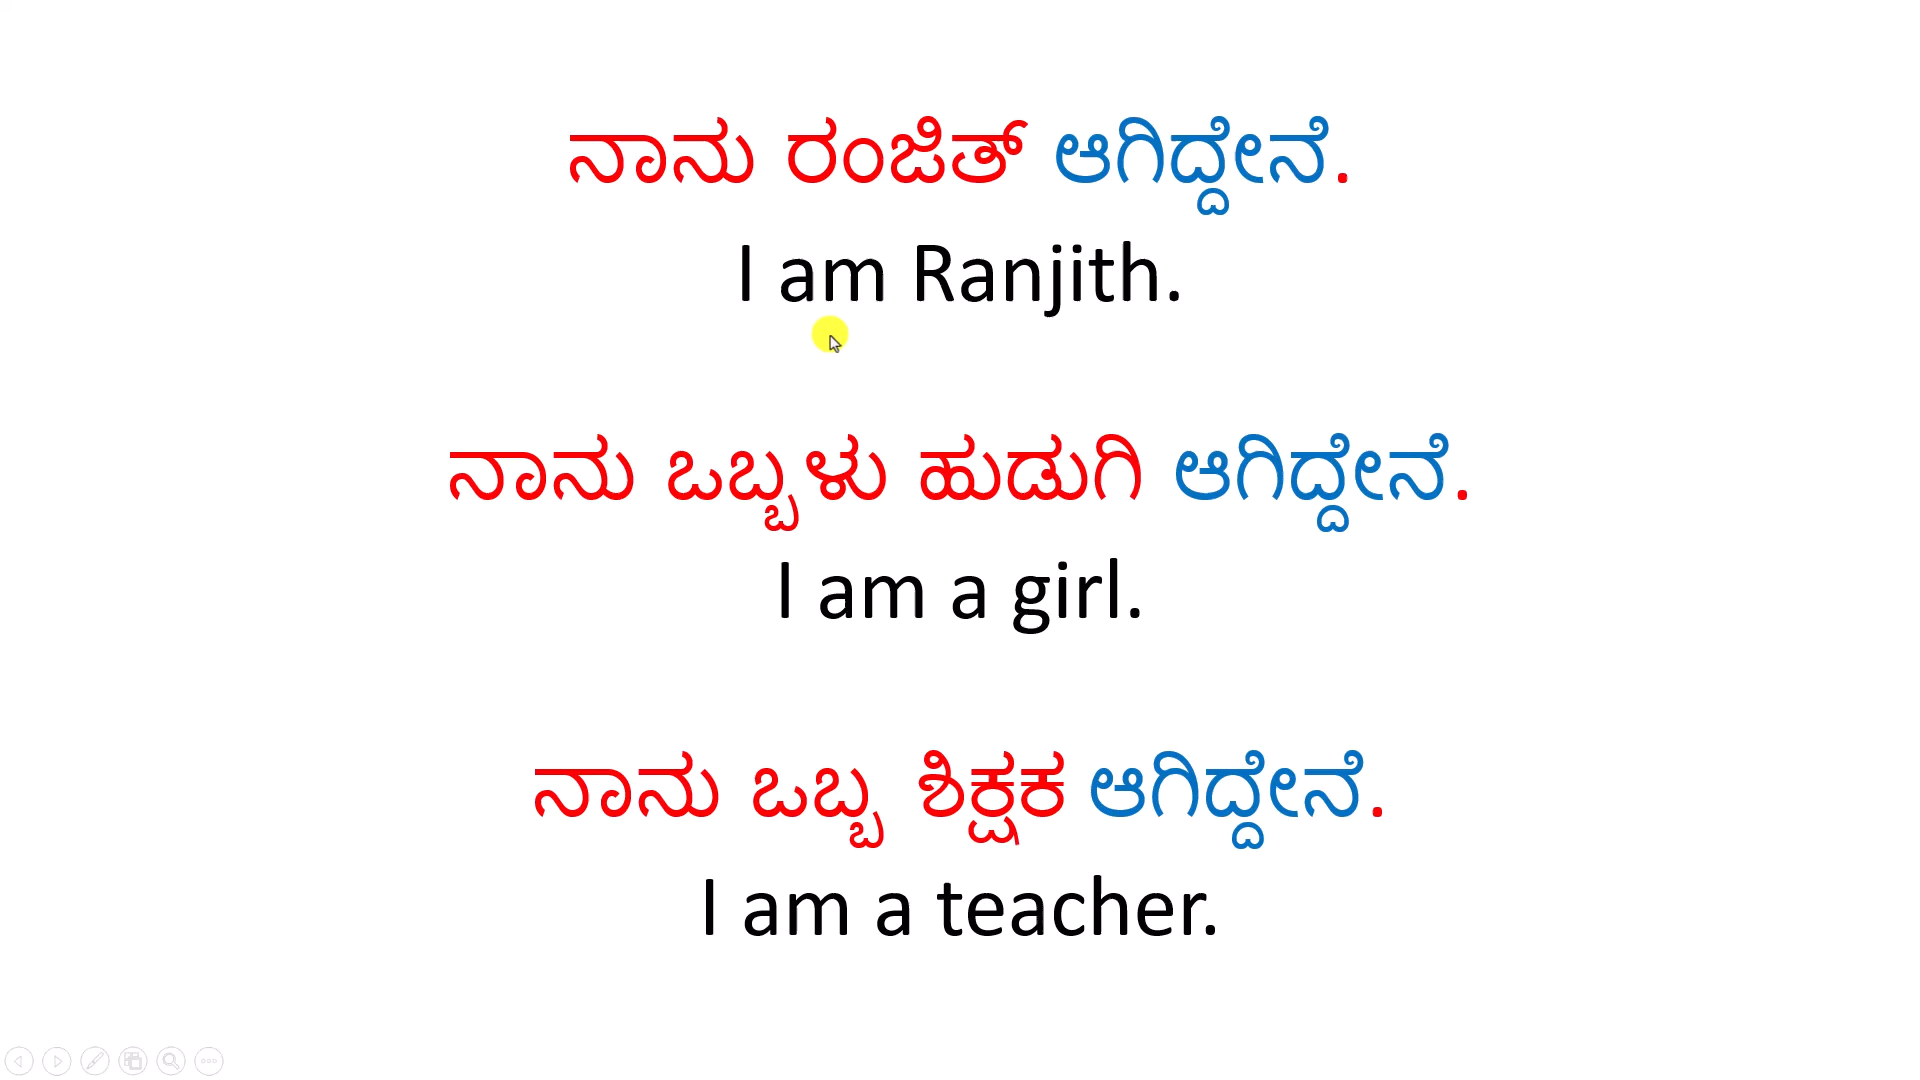 ನಾನು ರಂಜಿತ್ ಆಗಿದ್ದೇನೆ.
I am Ranjith.
ನಾನು ಒಬ್ಬಳು ಹುಡುಗಿ ಆಗಿದ್ದೇನೆ.
I am a girl.
ನಾನು ಒಬ್ಬ ಶಿಕ್ಷಕ ಆಗಿದ್ದೇನೆ.
I am a teacher.